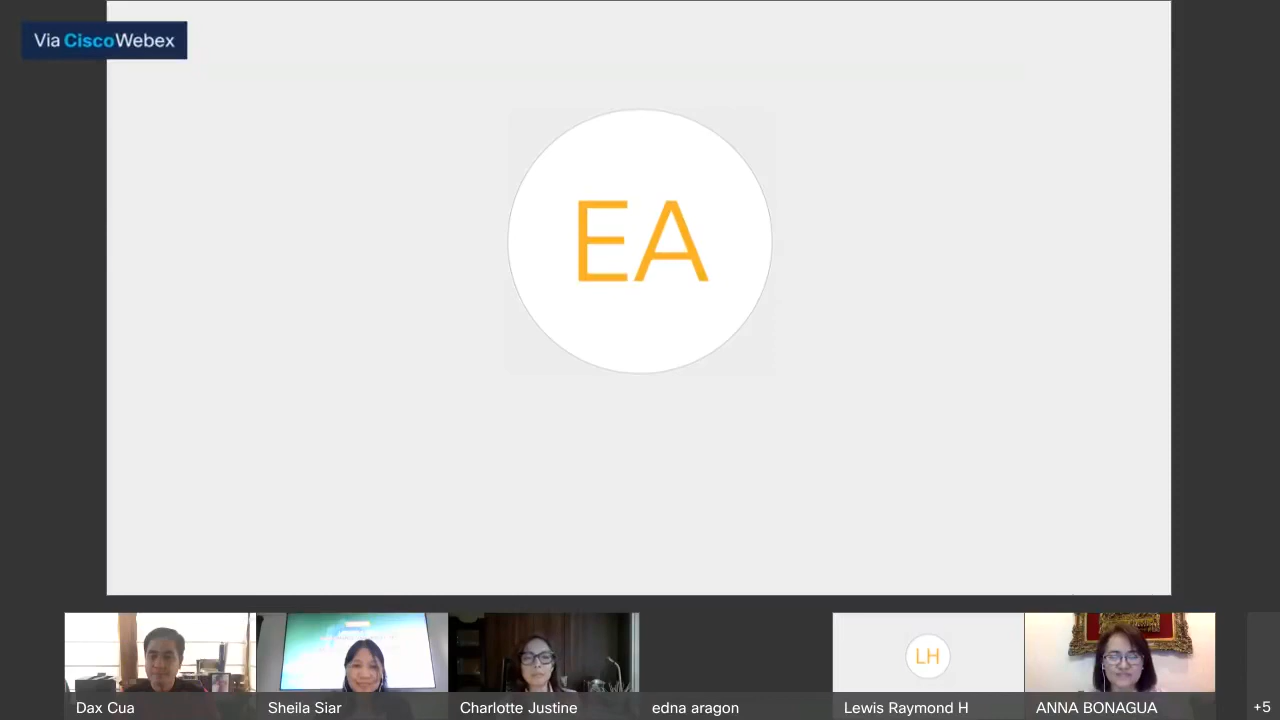 Via CiscoWebex
EA
LH
Dax Cua
Sheila Siar
Charlotte Justine
edna aragon
Lewis Raymond H
ANNA BONAGUA
+5